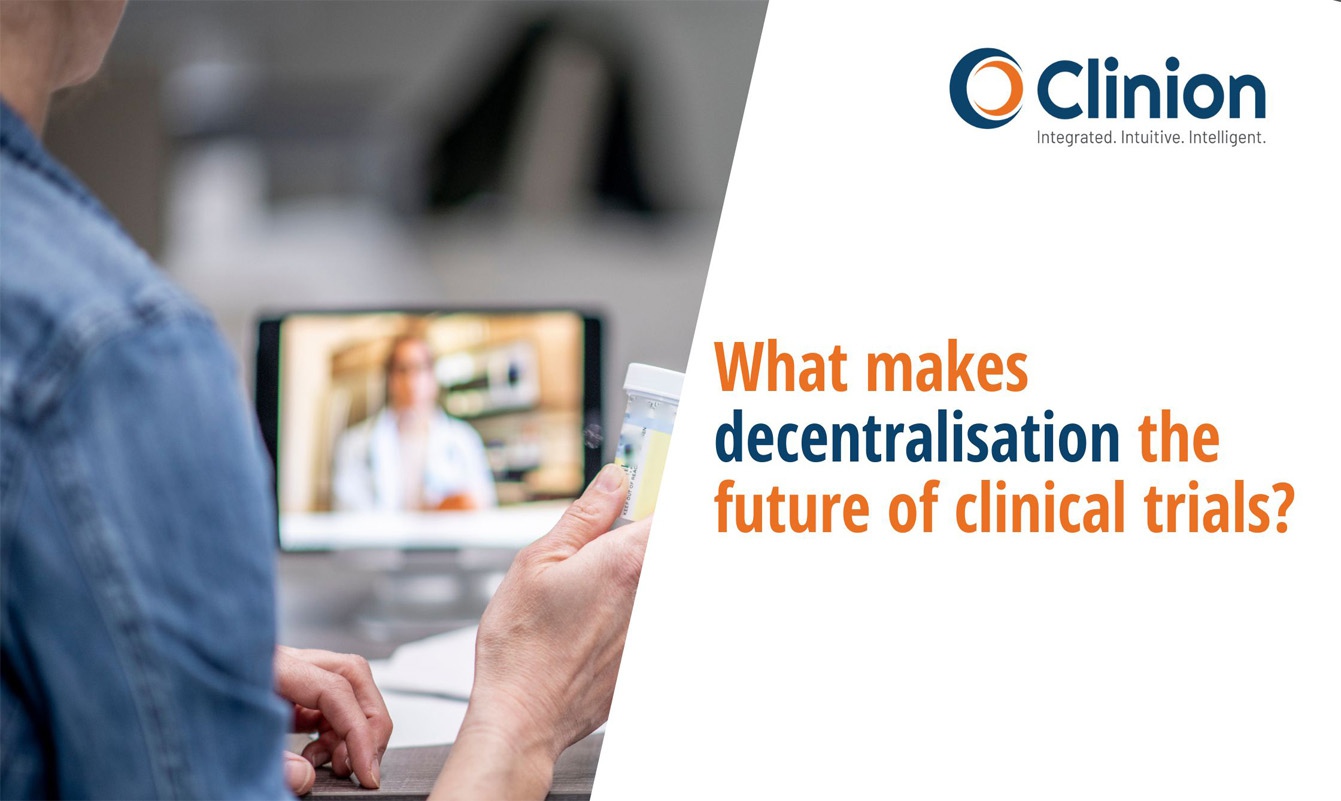 Clinion
Integrated. Intuitive. Intelligent.
What makes
decentralisation the
future of clinical trials?